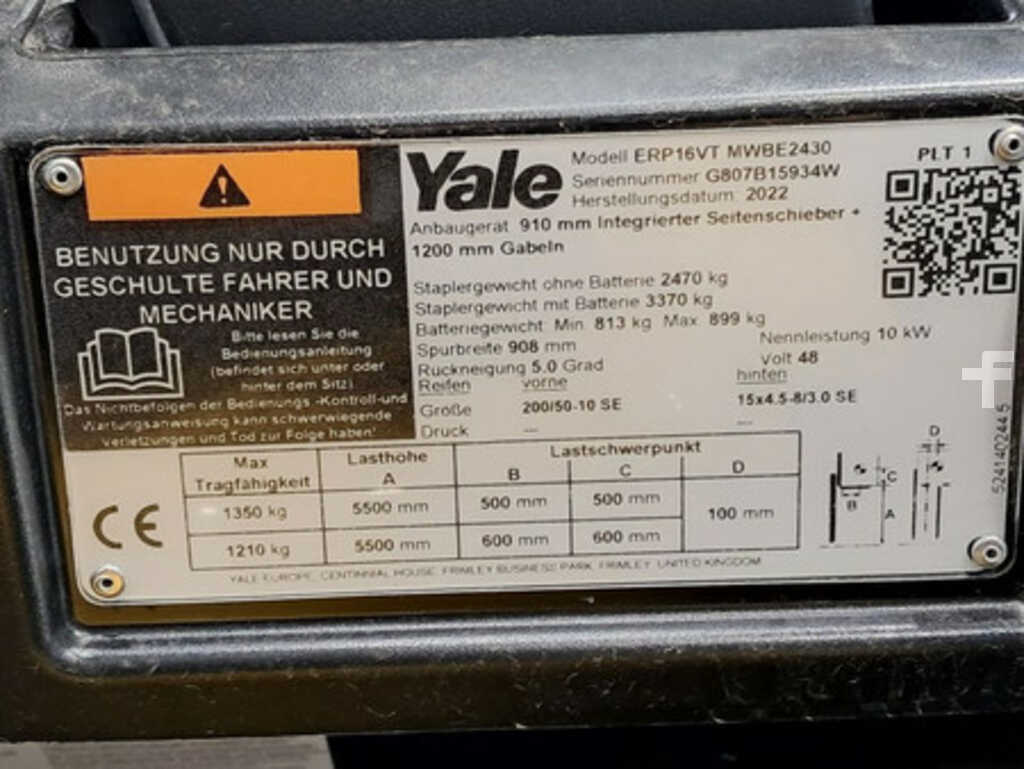 BENUTZUNG NUR DURCH
GESCHULTE FAHRER UND
MECHANIKER
Bitte lesen Sie die
Bedienungsanleitung
(befindet sich unter oder
hinter dem Sitz)
Das Nichtbefolgen der Bedienungs -Kontroll-und
Wartungsanweisung kann schwerwiegende
Verletzungen und Tod zur Folge haben!
Yale
Modell ERP16VT MWBE2430
Seriennummer G807B15934W
Herstellungsdatum 2022
PLT 1
Anbaugerät 910 mm Integrierter Seitenschieber +
1200 mm Gabeln
Staplergewicht ohne Batterie 2470 kg
Staplergewicht mit Batterie 3370 kg
Batteriegewicht: Min. 813 kg Max 899 kg
Nennleistung 10 kW
Spurbreite 908 mm
Volt 48
Rückneigung 5.0 Grad
Reifen vorne hinten
Größe 200/50-10 SE 15x4.5-8/3.0 SE
Druck --- ---
Max Tragfähigkeit Lasthöhe A Lastschwerpunkt B C D
1350 kg 5500 mm 500 mm 500 mm 100 mm
1210 kg 5500 mm 600 mm 600 mm
CE
D
C
B
A
524140244.5
YALE EUROPE, CENTINNIAL HOUSE, FRIMLEY BUSINESS PARK, FRIMLEY, UNITED KINGDOM
f